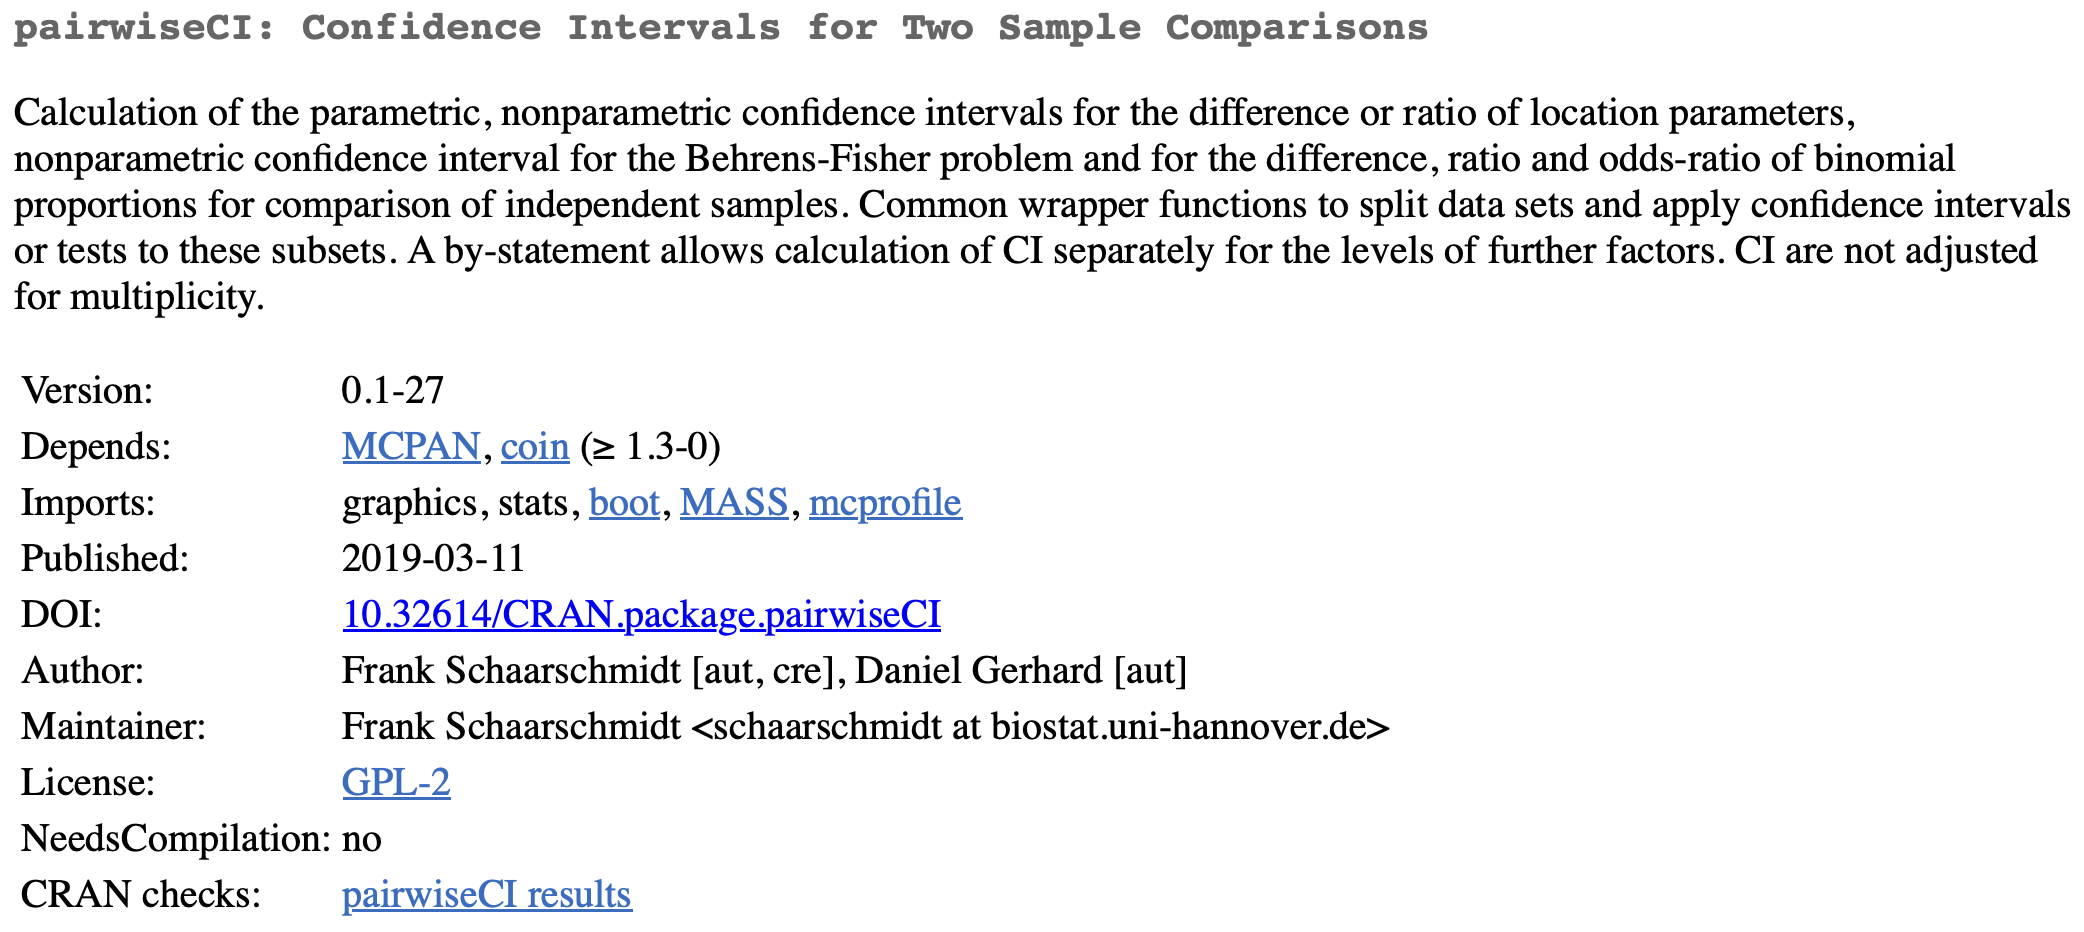 pairwiseCI: Confidence Intervals for Two Sample Comparisons
Calculation of the parametric, nonparametric confidence intervals for the difference or ratio of location parameters,
nonparametric confidence interval for the Behrens-Fisher problem and for the difference, ratio and odds-ratio of binomial
proportions for comparison of independent samples. Common wrapper functions to split data sets and apply confidence intervals
or tests to these subsets. A by-statement allows calculation of CI separately for the levels of further factors. CI are not adjusted
for multiplicity.
Version: 0.1-27
Depends: MCPAN, coin (≥ 1.3-0)
Imports: graphics, stats, boot, MASS, mcprofile
Published: 2019-03-11
DOI: 10.32614/CRAN.package.pairwiseCI
Author: Frank Schaarschmidt [aut, cre], Daniel Gerhard [aut]
Maintainer: Frank Schaarschmidt <schaarschmidt at biostat.uni-hannover.de>
License: GPL-2
NeedsCompilation: no
CRAN checks: pairwiseCI results